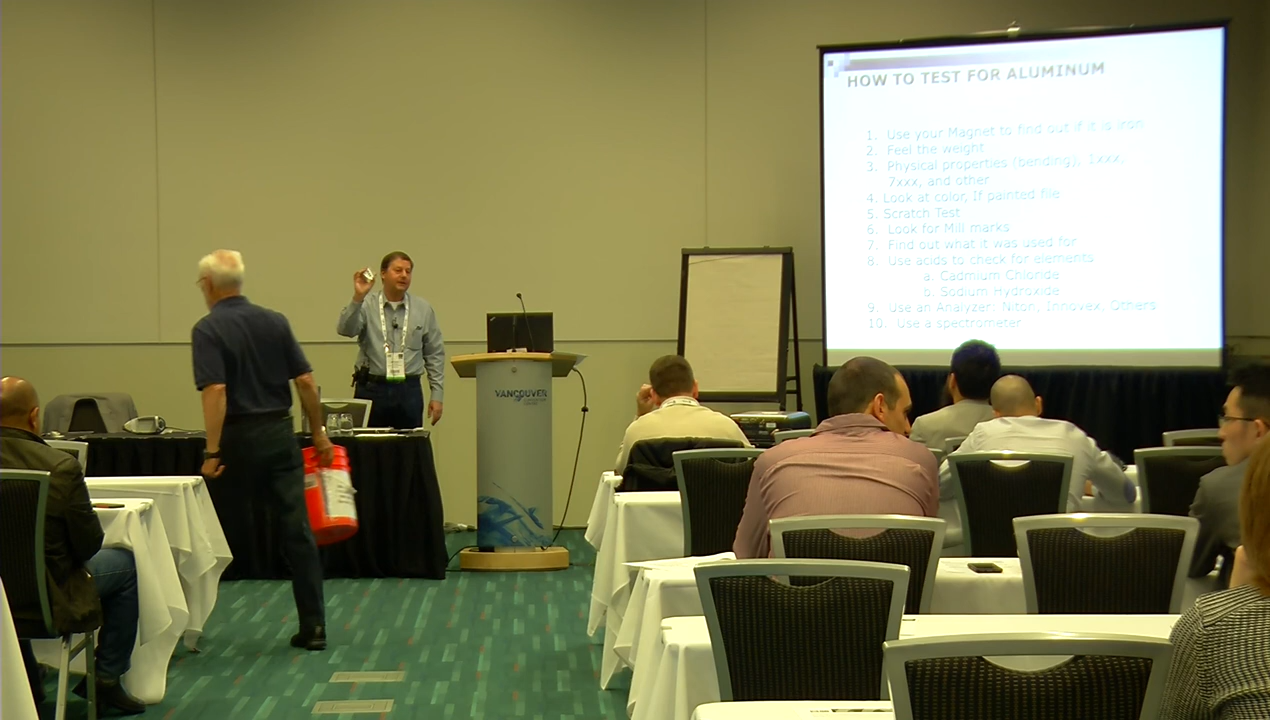 HOW TO TEST FOR ALUMINUM
1. Use your Magnet to find out if it is iron
2. Feel the weight
3. Physical properties (bending), 1xxx,
7xxx, and other
4. Look at color, If painted file
5. Scratch Test
6. Look for Mill marks
7. Find out what it was used for
8. Use acids to check for elements
a. Cadmium Chloride
b. Sodium Hydroxide
9. Use an Analyzer: Niton, Innovex, Others
10. Use a spectrometer
VANCOUVER